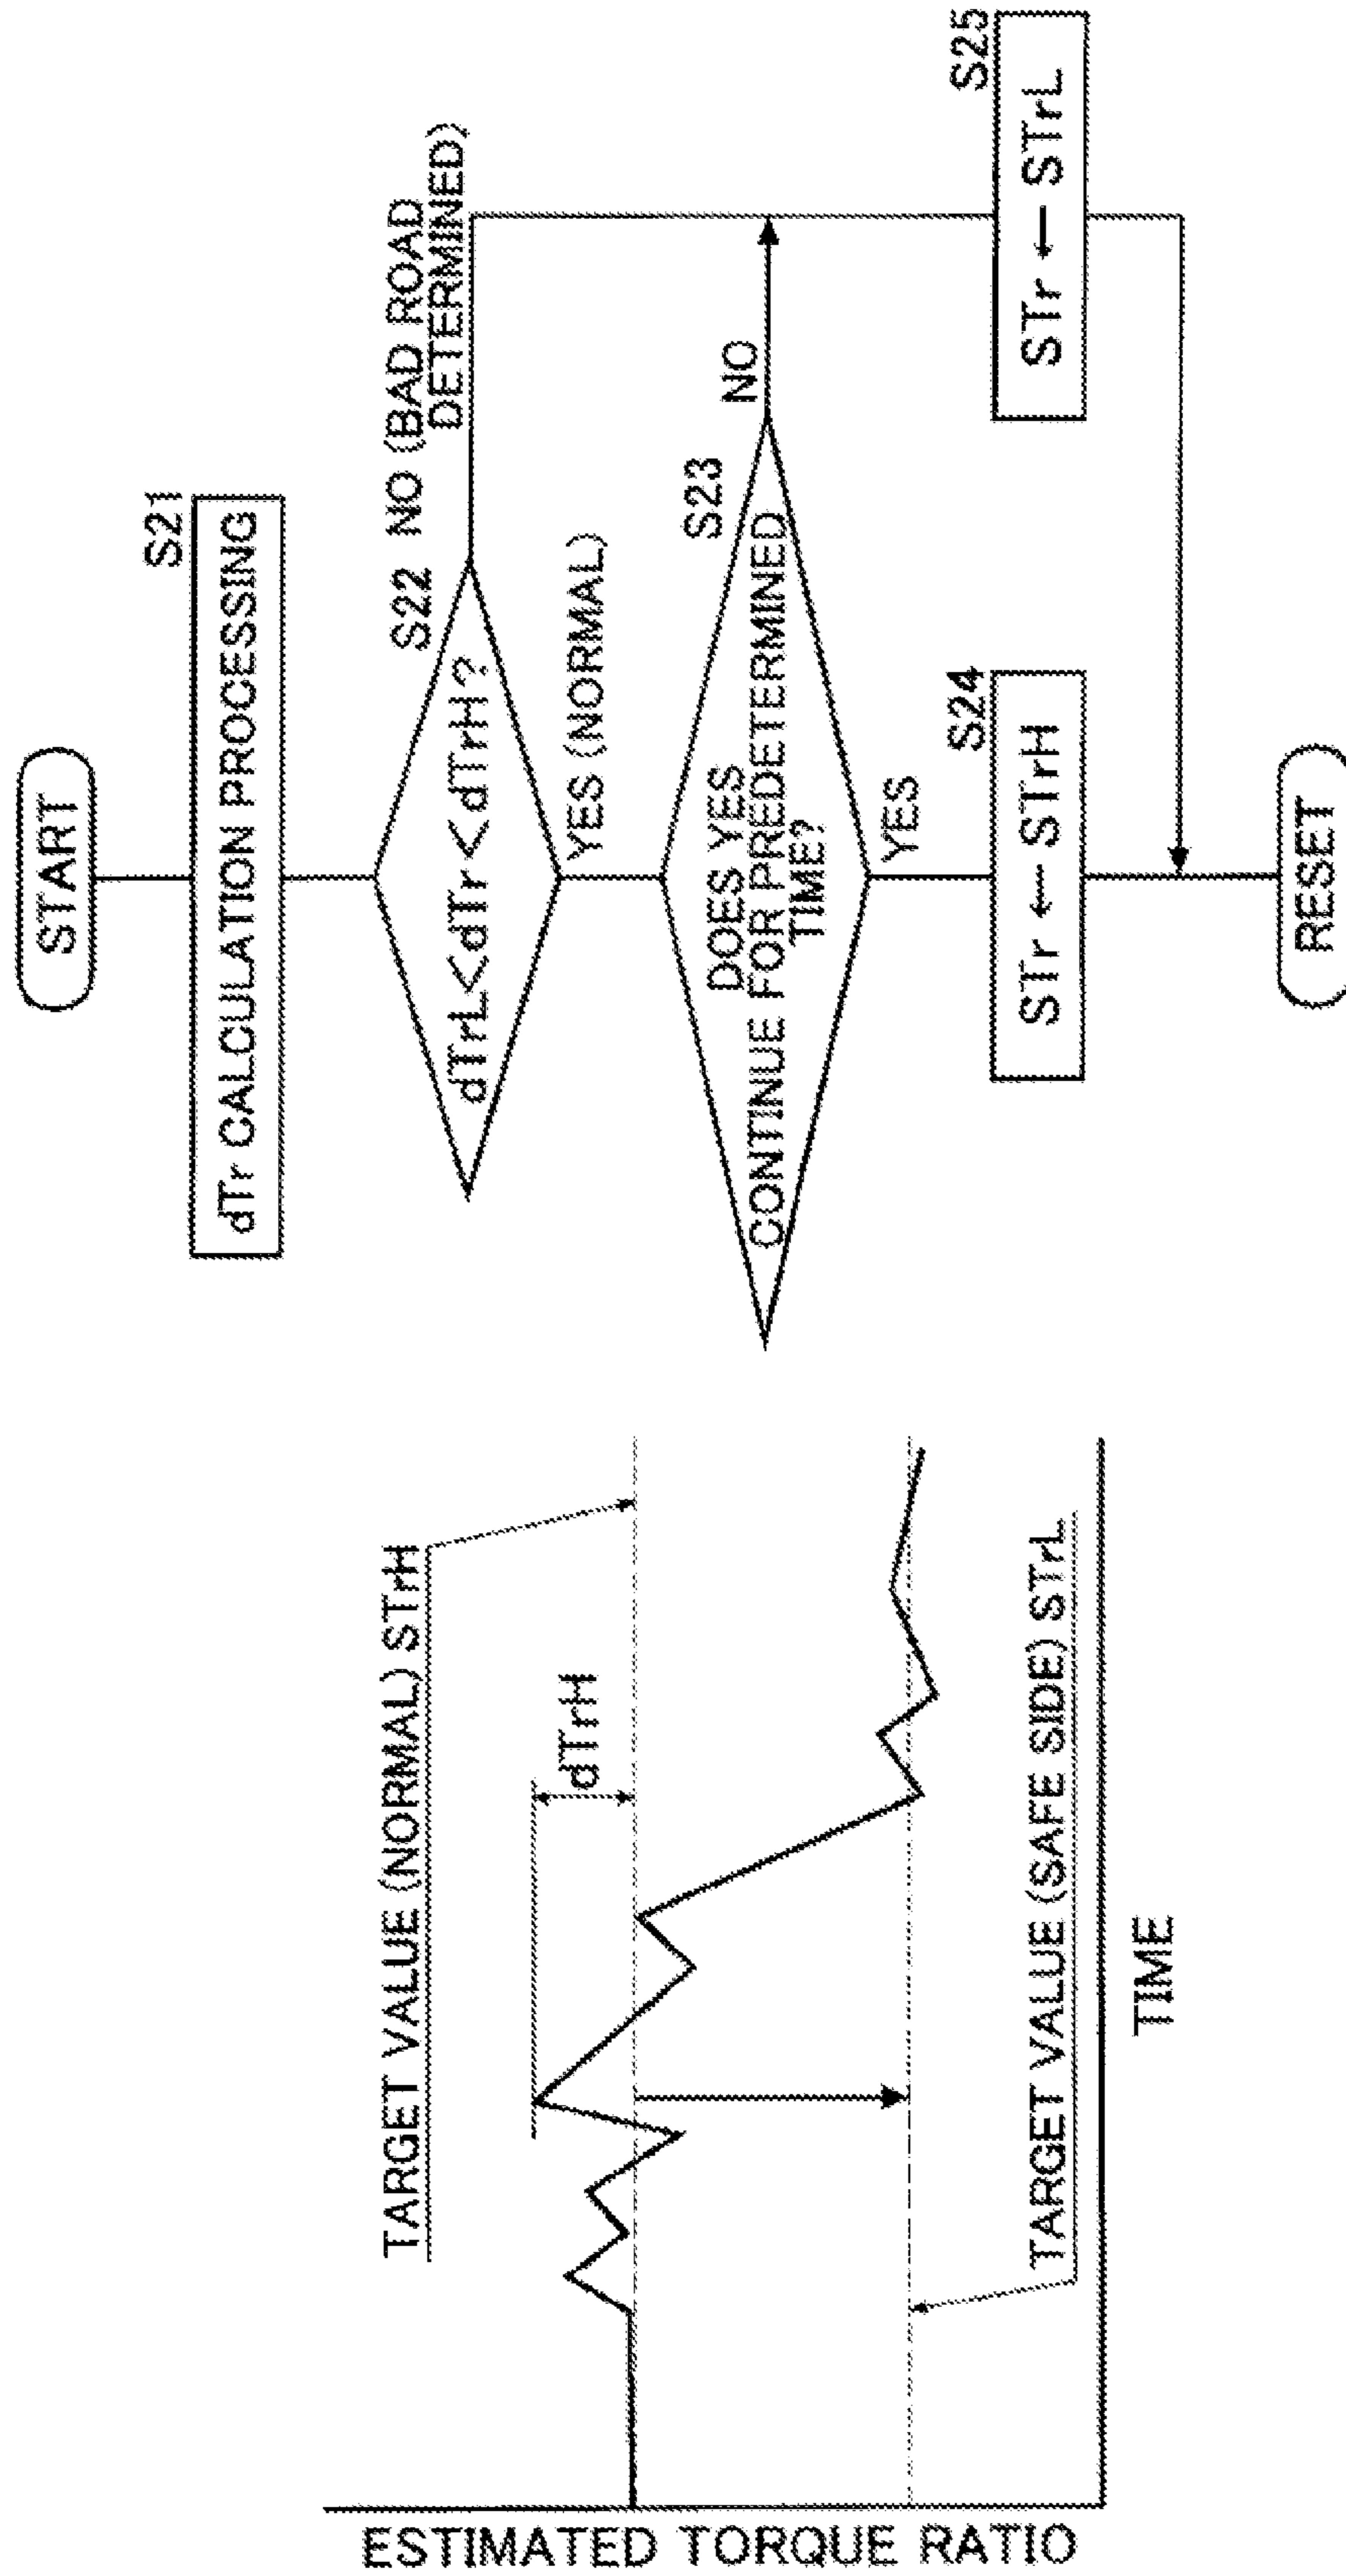 ESTIMATED TORQUE RATIO
TARGET VALUE (NORMAL) STrH
dTrH
TARGET VALUE (SAFE SIDE) STrL
TIME
START
S21
dTr CALCULATION PROCESSING
S22
NO (BAD ROAD
DETERMINED)
dTrL<dTr<dTrH?
YES (NORMAL)
S23
NO
DOES YES
CONTINUE FOR PREDETERMINED
TIME?
YES
S24
STr ← STrH
S25
STr ← STrL
RESET